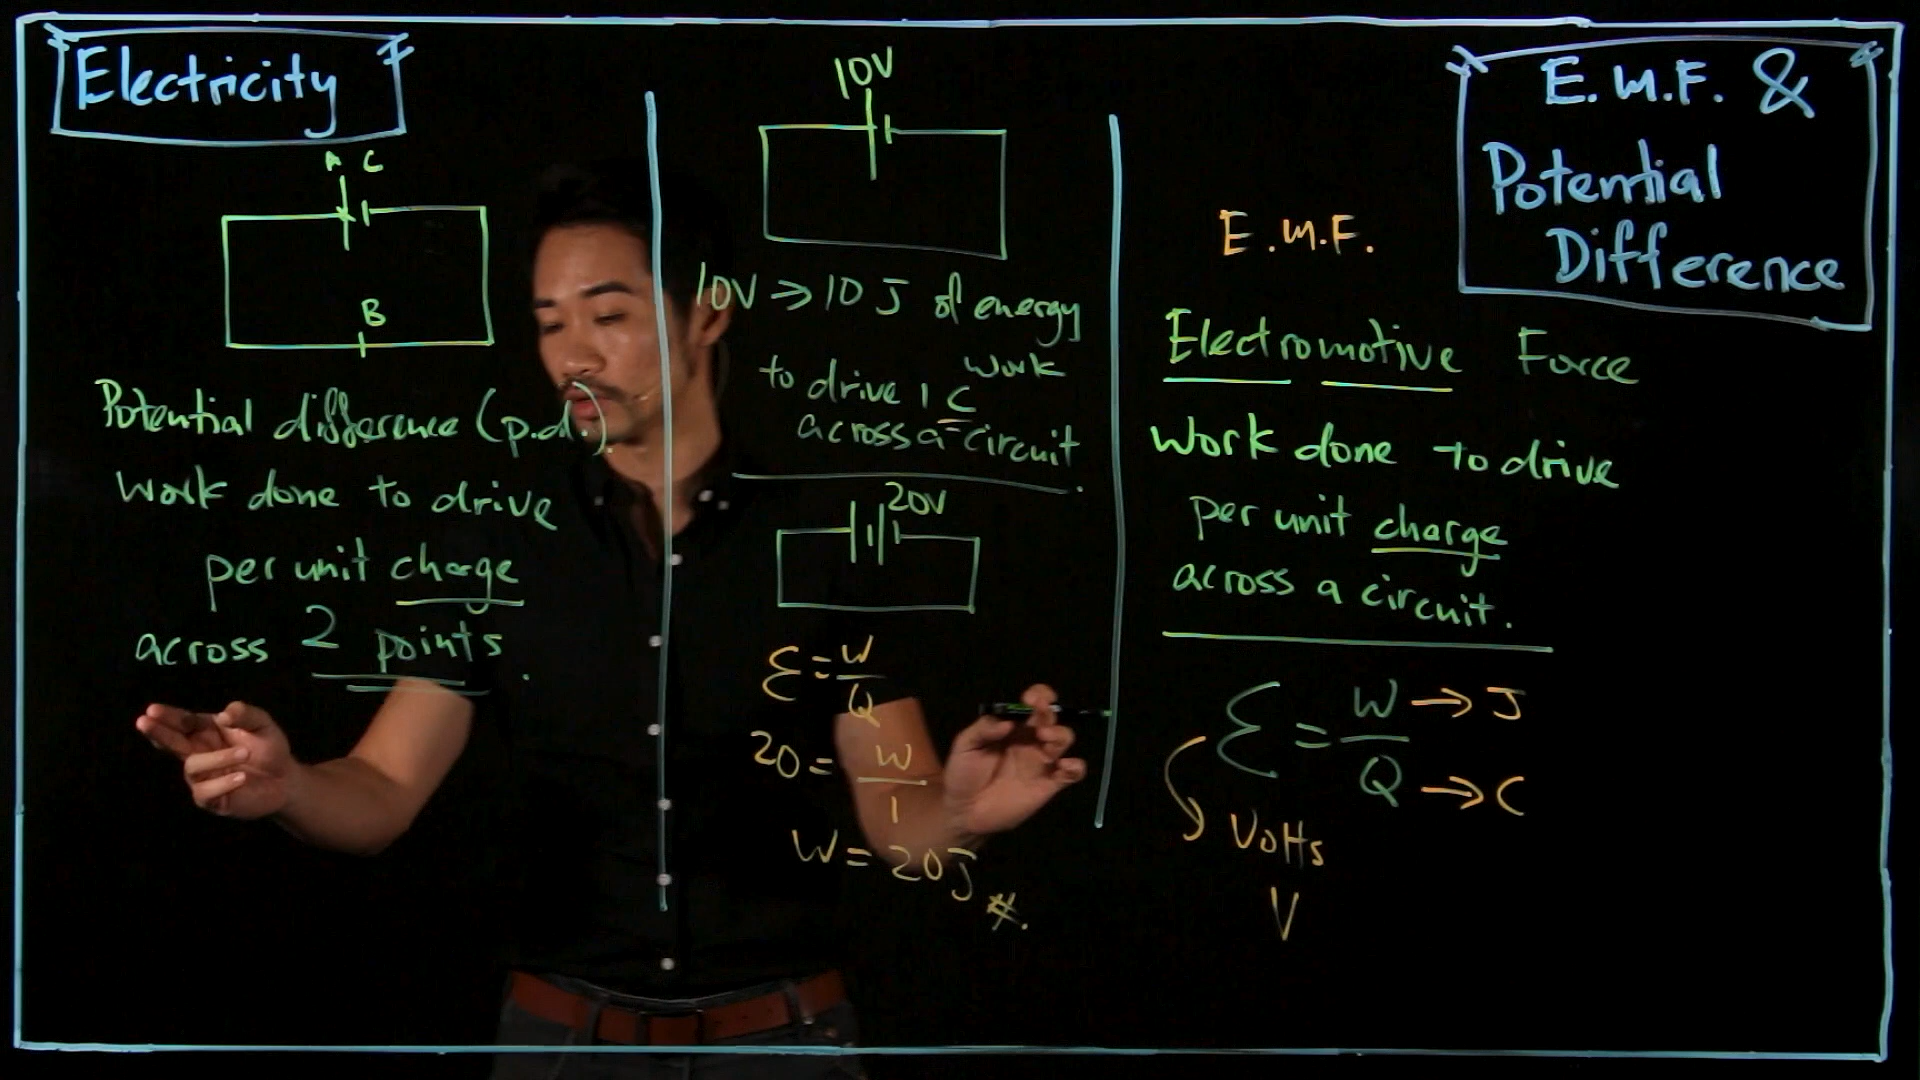 Electricity
A C
B
Potential difference (p.d.).
work done to drive
per unit charge
across 2 points.
10V
10V → 10 J of energy
work
to drive 1 C
across a circuit
20V
Ɛ = W
Q
20 = W
1
W = 20J
E.M.F. &
Potential
Difference
E.M.F.
Electromotive Force
Work done to drive
per unit charge
across a circuit.
Ɛ = W → J
Q → C
Volts
V